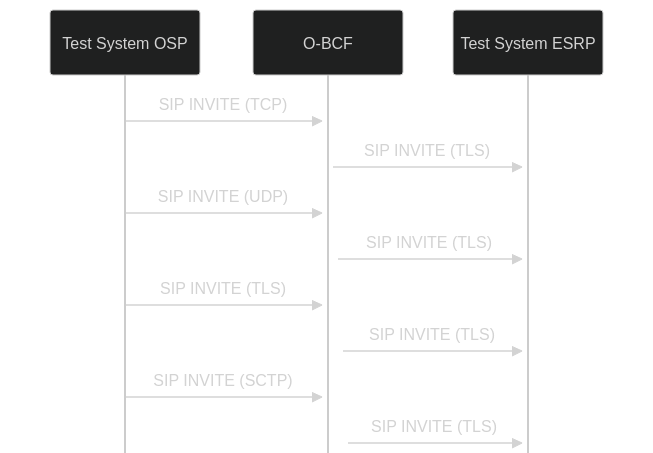 Test System OSP
O-BCF
Test System ESRP
SIP INVITE (TCP)
SIP INVITE (TLS)
SIP INVITE (UDP)
SIP INVITE (TLS)
SIP INVITE (TLS)
SIP INVITE (TLS)
SIP INVITE (SCTP)
SIP INVITE (TLS)